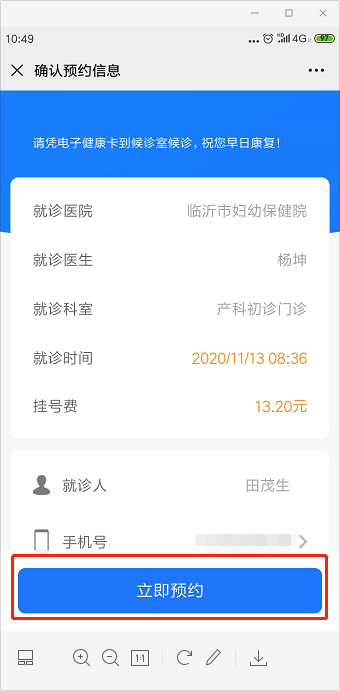 10:49
4G
97
确认预约信息
请凭电子健康卡到候诊室候诊，祝您早日康复！
就诊医院 临沂市妇幼保健院
就诊医生 杨坤
就诊科室 产科初诊门诊
就诊时间 2020/11/13 08:36
挂号费 13.20元
就诊人 田茂生
手机号
立即预约
1:1